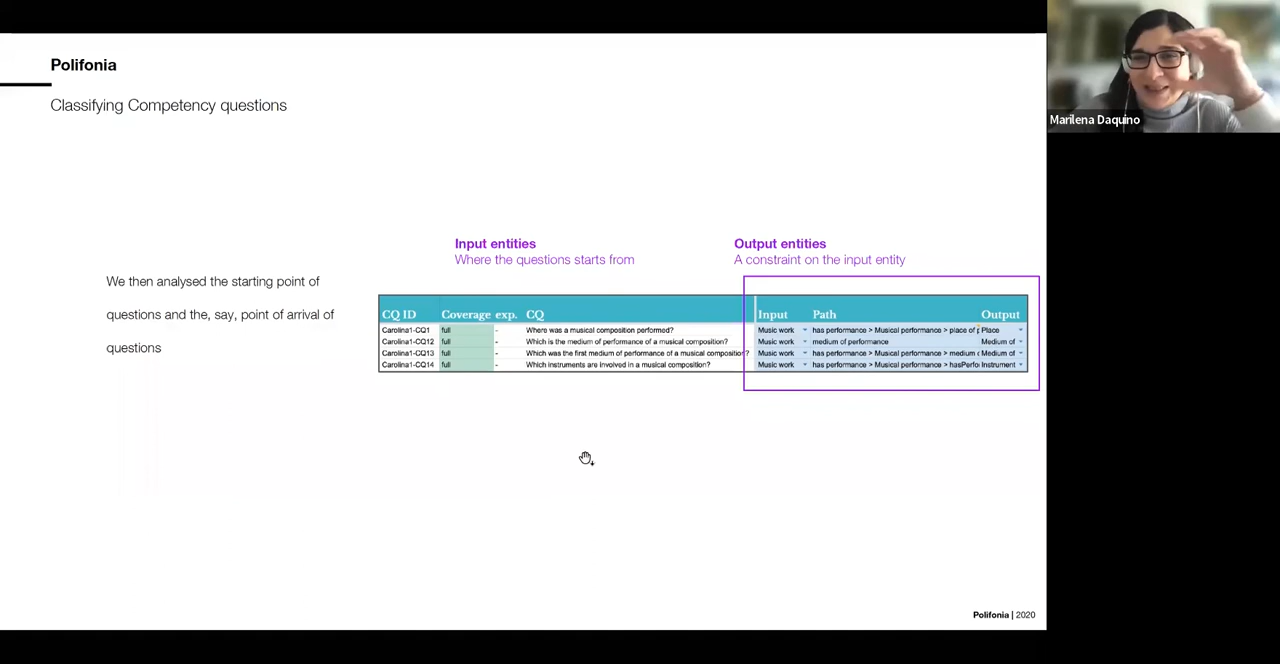 Polifonia
Classifying Competency questions
Marilena Daquino
Input entities
Where the questions starts from
Output entities
A constraint on the input entity
We then analysed the starting point of
questions and the, say, point of arrival of
questions
CQ ID Coverage exp. CQ Input Path Output
Carolina1-CQ1 full - Where was a musical composition performed? Music work has performance > Musical performance > place of Place
Carolina1-CQ12 full - Which is the medium of performance of a musical composition? Music work medium of performance Medium of
Carolina1-CQ13 full - Which was the first medium of performance of a musical composition? Music work has performance > Musical performance > medium Medium of
Carolina1-CQ14 full - Which instruments are involved in a musical composition? Music work has performance > Musical performance > hasPerfo Instrument
Polifonia | 2020